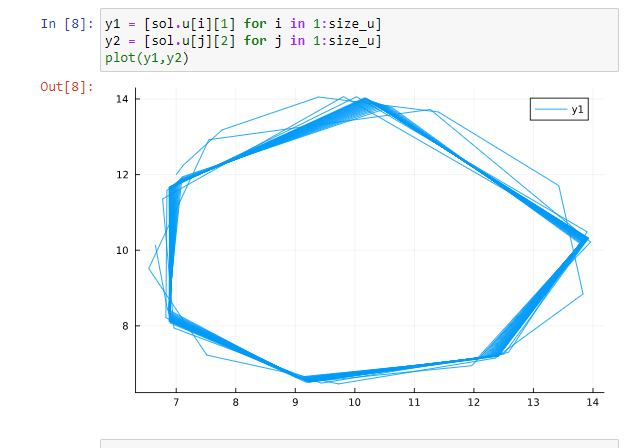 In [8]: y1 = [sol.u[i][1] for i in 1:size_u]
y2 = [sol.u[j][2] for j in 1:size_u]
plot(y1,y2)
Out[8]:
14
12
10
8
y1
7 8 9 10 11 12 13 14